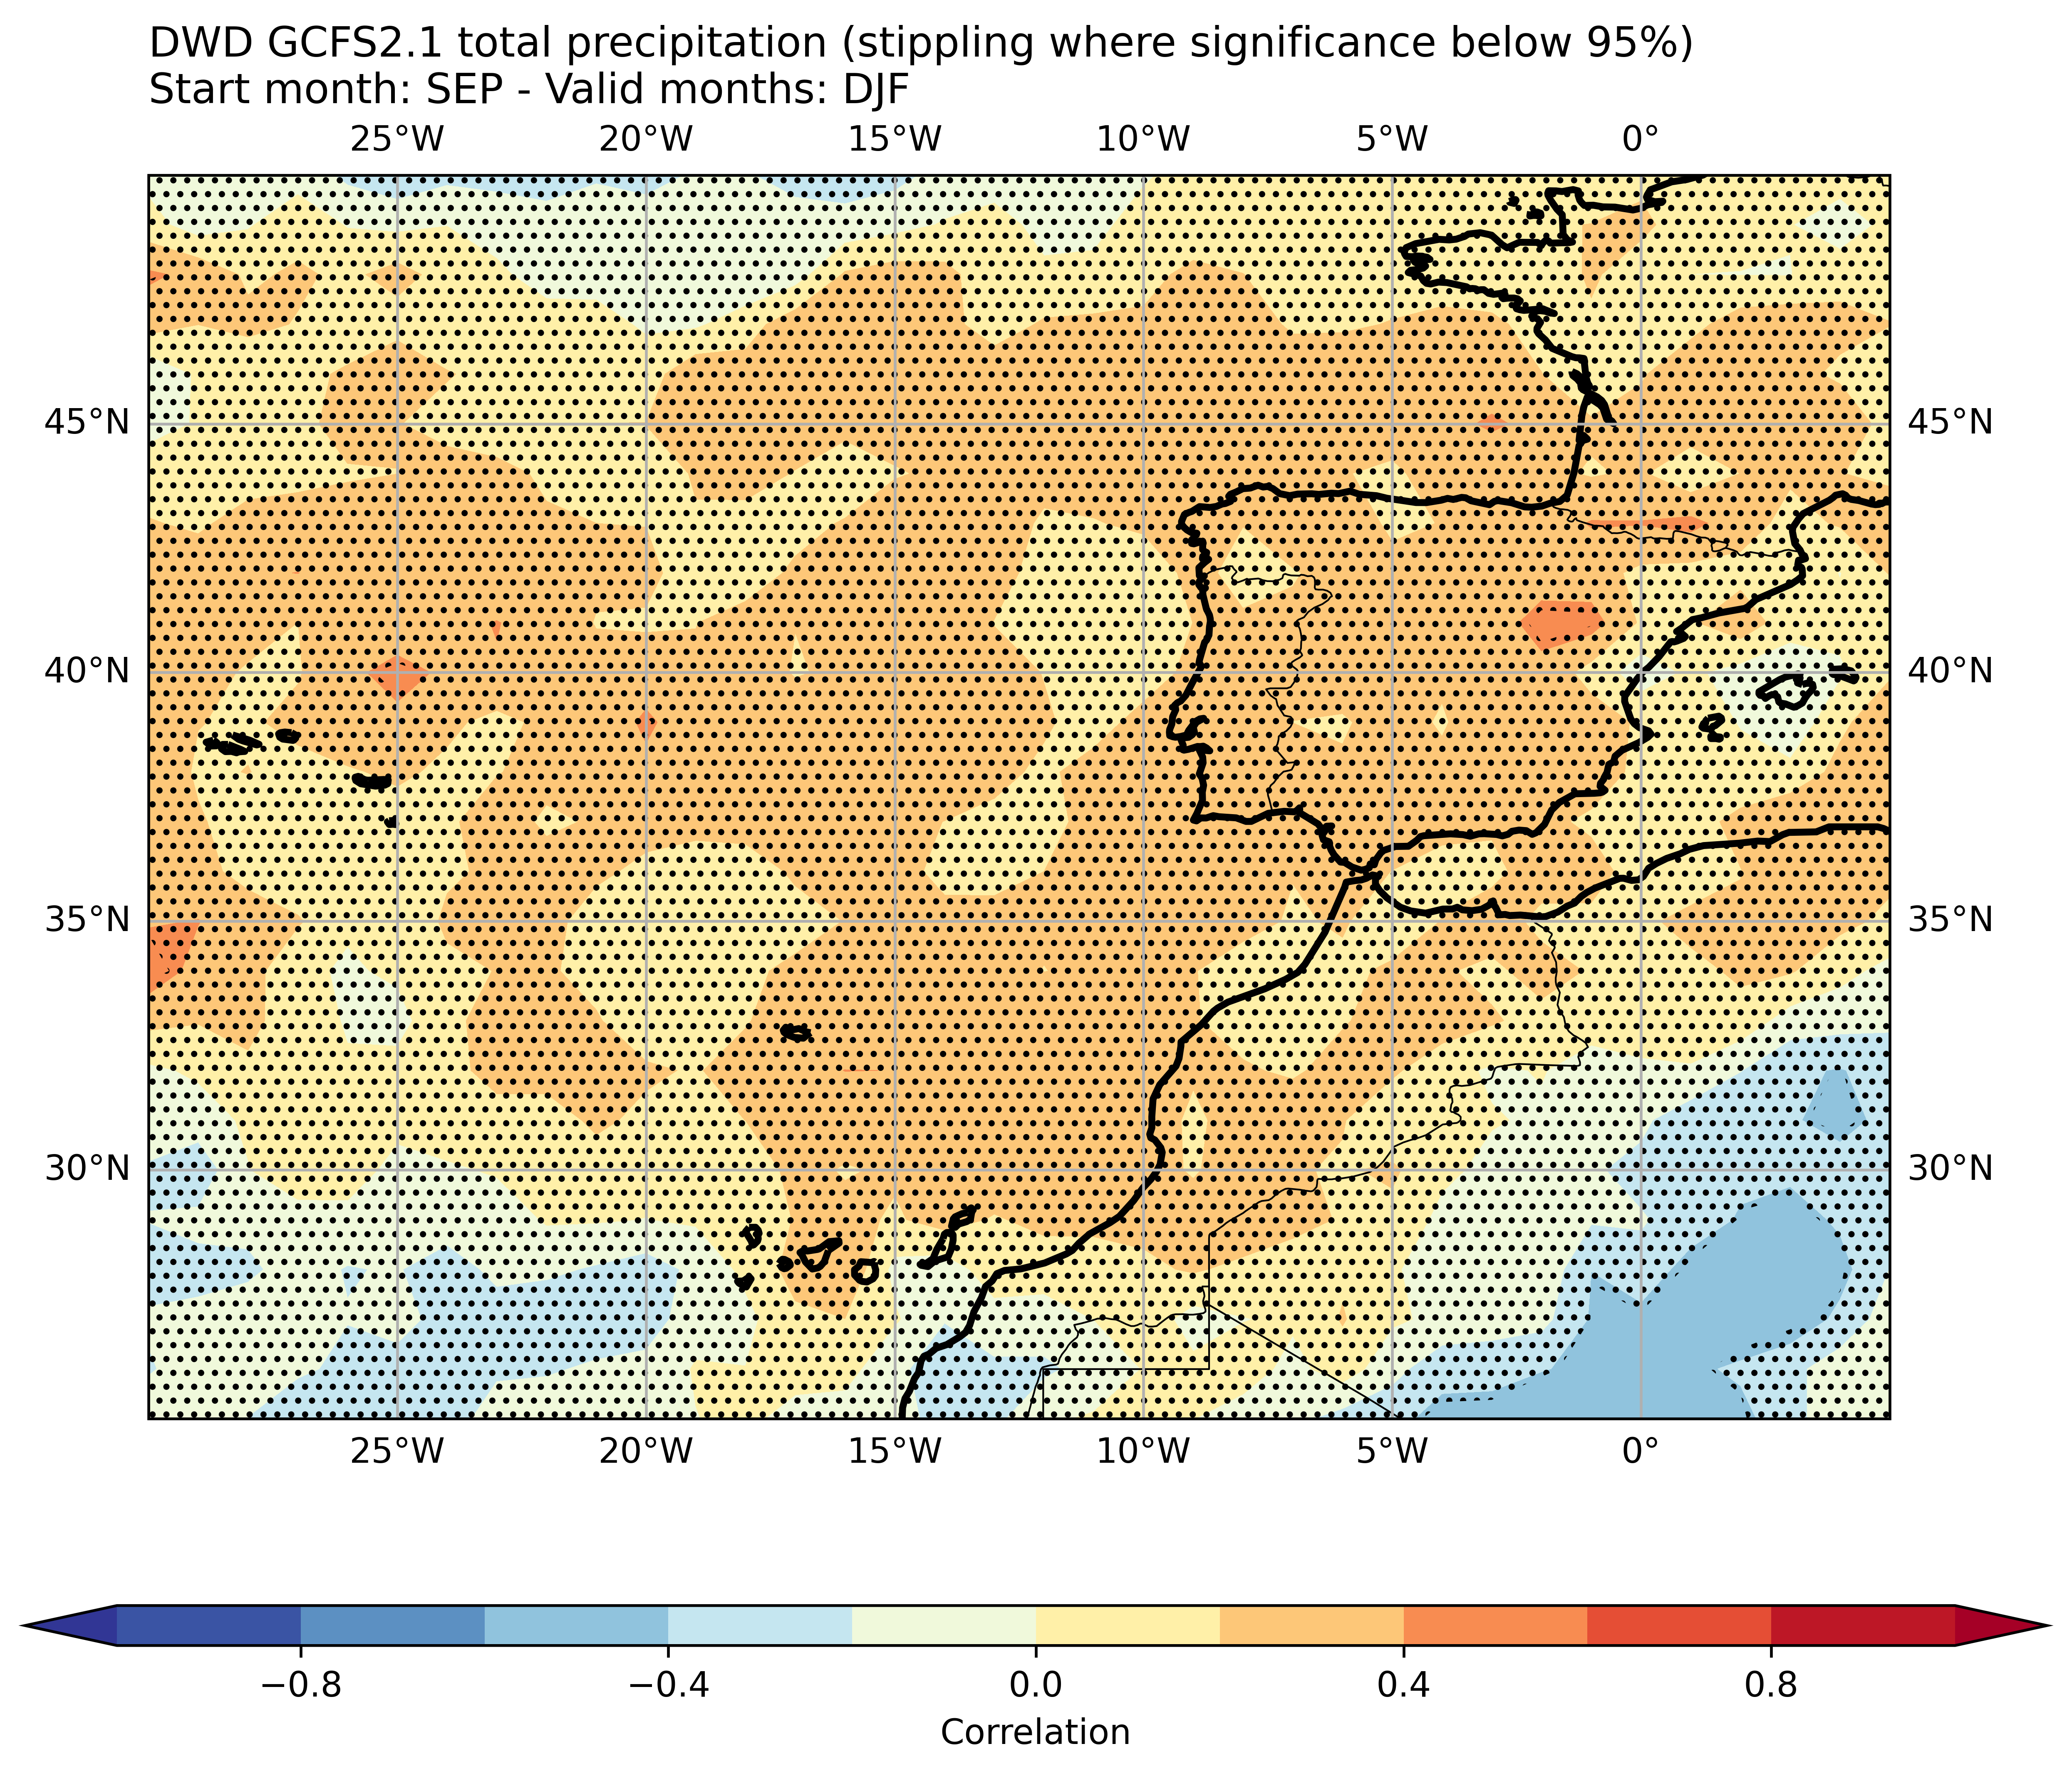 DWD GCFS2.1 total precipitation (stippling where significance below 95%)
Start month: SEP - Valid months: DJF
25°W 20°W 15°W 10°W 5°W 0°
45°N 45°N
40°N 40°N
35°N 35°N
30°N 30°N
25°W 20°W 15°W 10°W 5°W 0°
−0.8 −0.4 0.0 0.4 0.8
Correlation